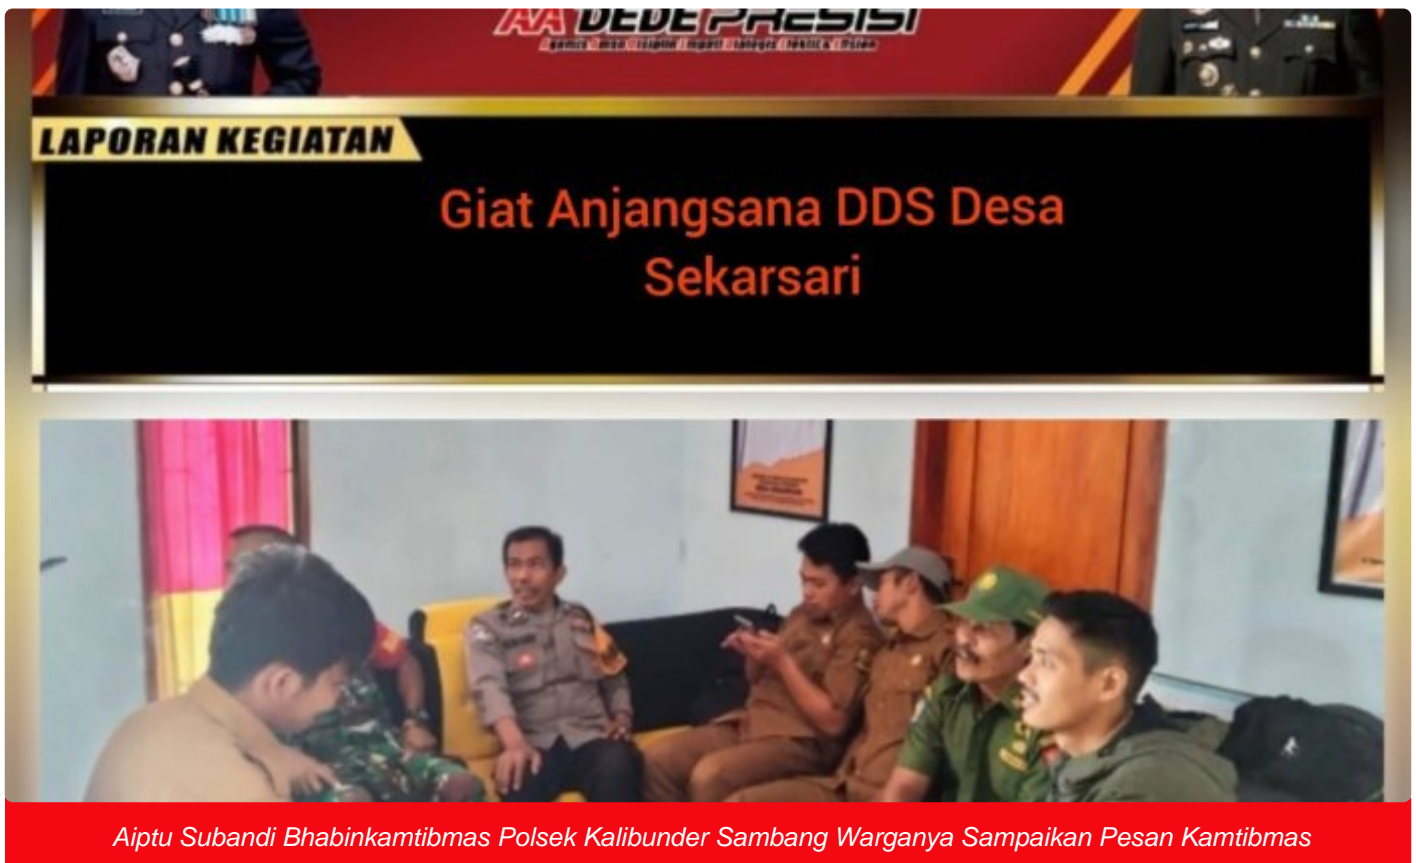 AA DEDE PRESISI
LAPORAN KEGIATAN
Giat Anjangsana DDS Desa
Sekarsari
Aiptu Subandi Bhabinkamtibmas Polsek Kalibunder Sambang Warganya Sampaikan Pesan Kamtibmas